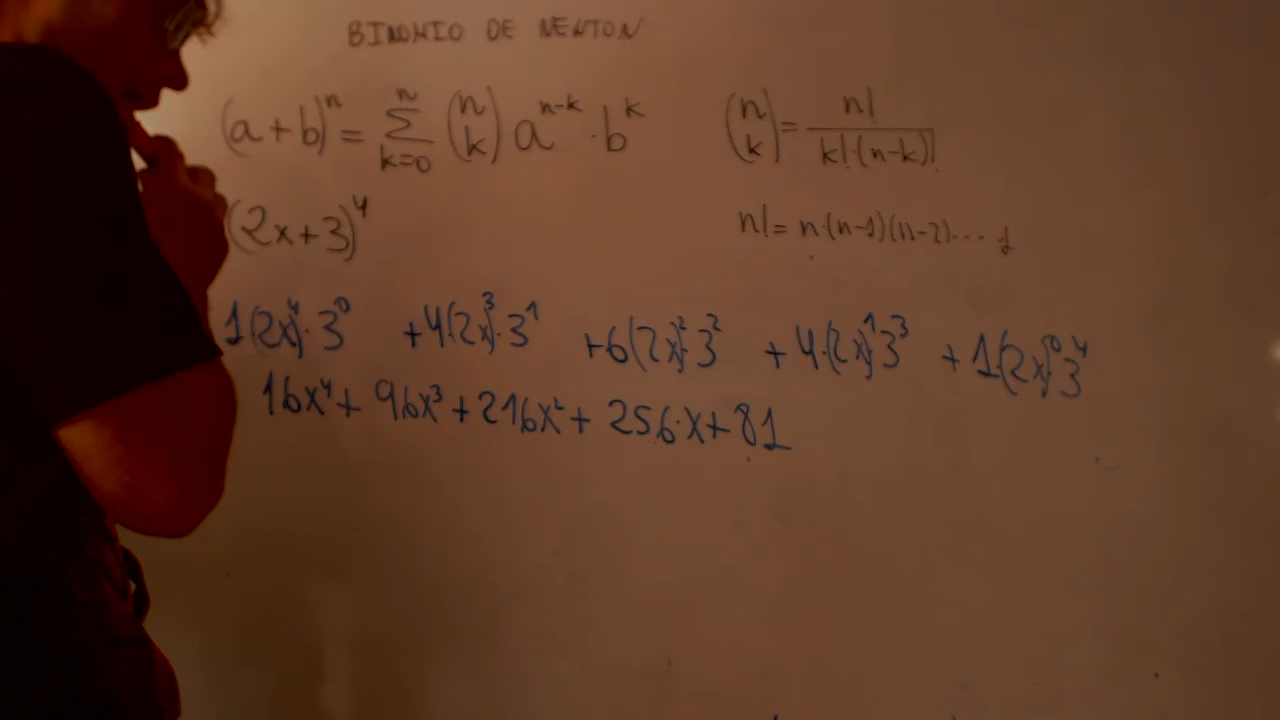 BINOMIO DE NEWTON
(a+b)^n = ∑_{k=0}^{n} (n k) a^{n-k} · b^k    (n k) = n! / k!·(n-k)!
(2x+3)^4    n! = n·(n-1)(n-2)···1
1(2x)^4·3^0 +4(2x)^3·3^1 +6(2x)^2·3^2 +4·(2x)^1 3^3 +1(2x)^0 3^4
16x^4 + 96x^3 + 216x^2 + 256·x + 81